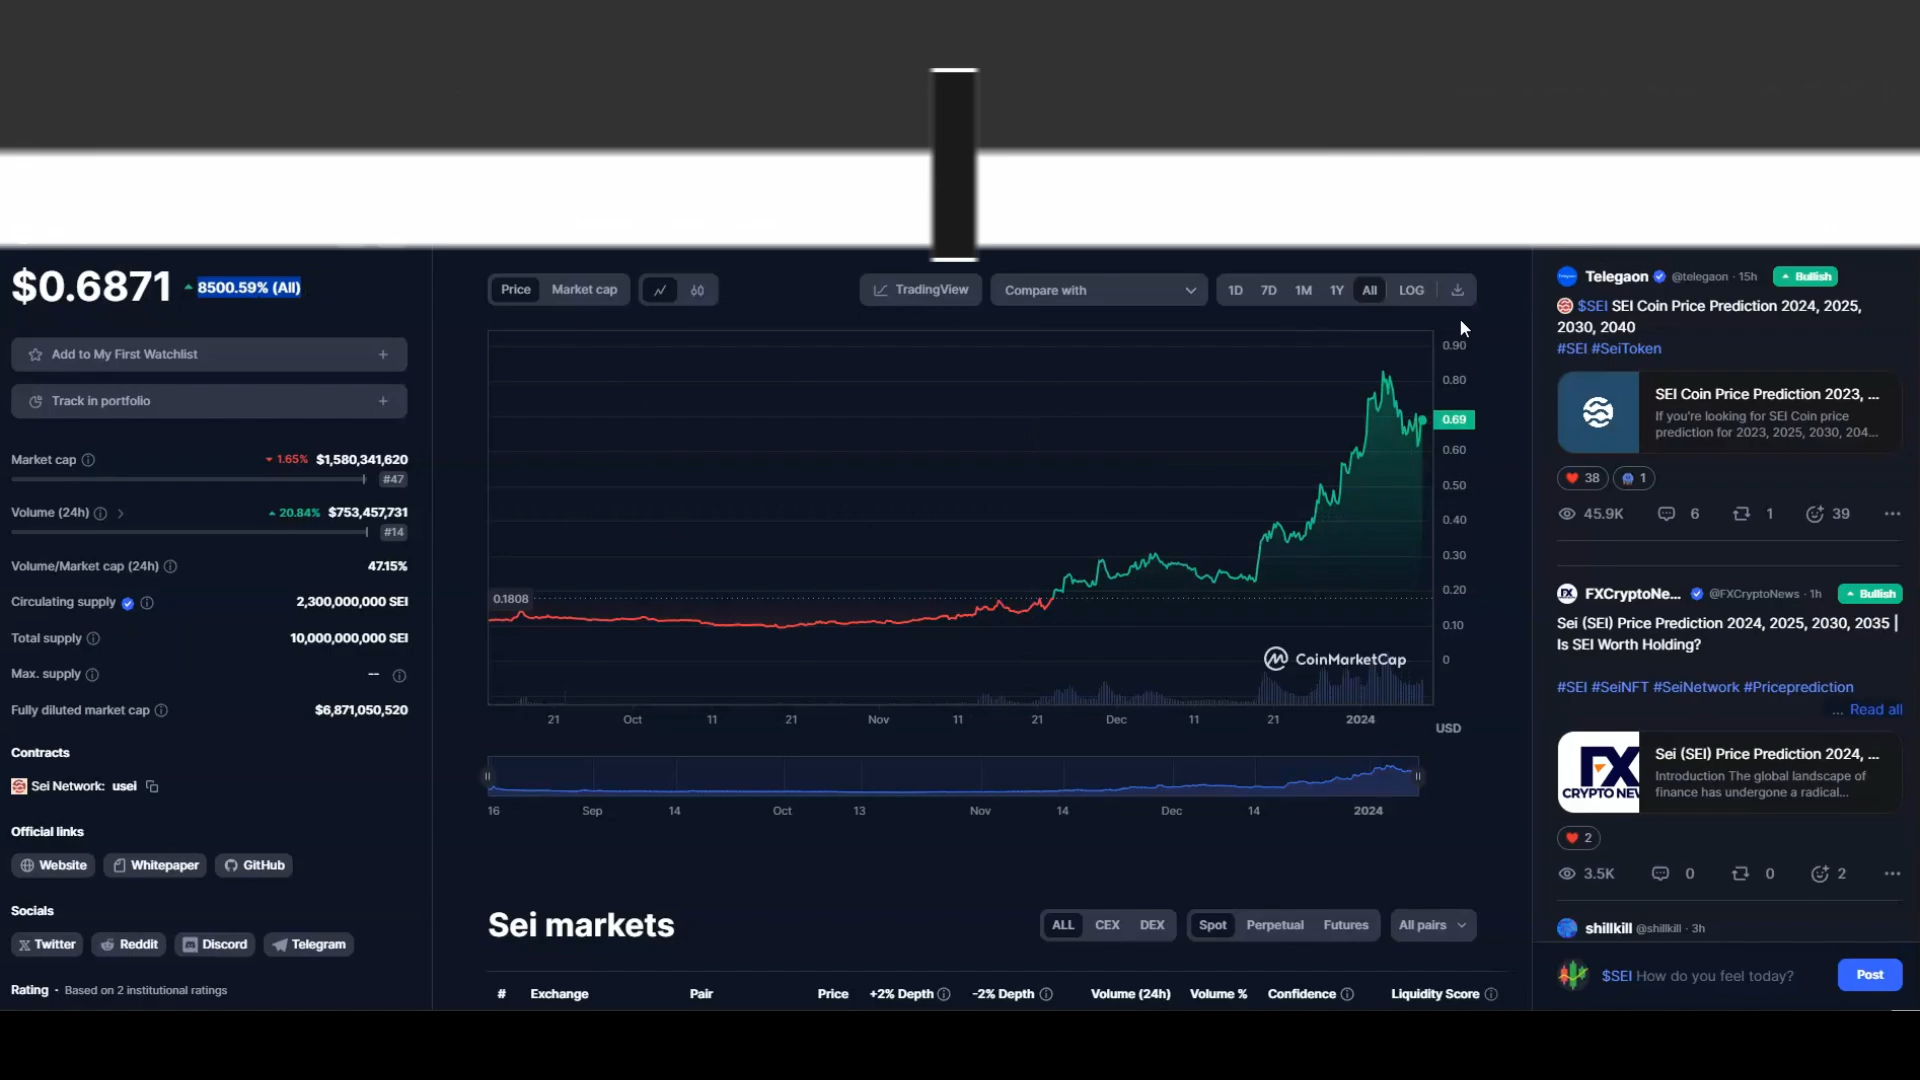 $0.6871 8500.59% (All)
Add to My First Watchlist +
Track in portfolio +
Market cap 1.65% $1,580,341,620
#47
Volume (24h) 20.84% $753,457,731
#14
Volume/Market cap (24h) 47.15%
Circulating supply 2,300,000,000 SEI
Total supply 10,000,000,000 SEI
Max. supply --
Fully diluted market cap $6,871,050,520
Contracts
Sei Network: usei
Official links
Website Whitepaper GitHub
Socials
Twitter Reddit Discord Telegram
Rating · Based on 2 institutional ratings
Price Market cap TradingView Compare with 1D 7D 1M 1Y All LOG
0.90
0.80
0.69
0.60
0.50
0.40
0.30
0.20
0.1808
0.10
0
CoinMarketCap
21 Oct 11 21 Nov 11 21 Dec 11 21 2024
USD
16 Sep 14 Oct 13 Nov 14 Dec 14 2024
Sei markets
ALL CEX DEX Spot Perpetual Futures All pairs
# Exchange Pair Price +2% Depth -2% Depth Volume (24h) Volume % Confidence Liquidity Score
Telegaon @telegaon · 15h Bullish
$SEI SEI Coin Price Prediction 2024, 2025,
2030, 2040
#SEI #SeiToken
SEI Coin Price Prediction 2023, ...
If you're looking for SEI Coin price
prediction for 2023, 2025, 2030, 204...
38 1
45.9K 6 1 39
FXCryptoNe... @FXCryptoNews · 1h Bullish
Sei (SEI) Price Prediction 2024, 2025, 2030, 2035 |
Is SEI Worth Holding?
#SEI #SeiNFT #SeiNetwork #Priceprediction
... Read all
FX
CRYPTO NEW
Sei (SEI) Price Prediction 2024, ...
Introduction The global landscape of
finance has undergone a radical...
2
3.5K 0 0 2
shillkill @shillkill · 3h
$SEI How do you feel today? Post